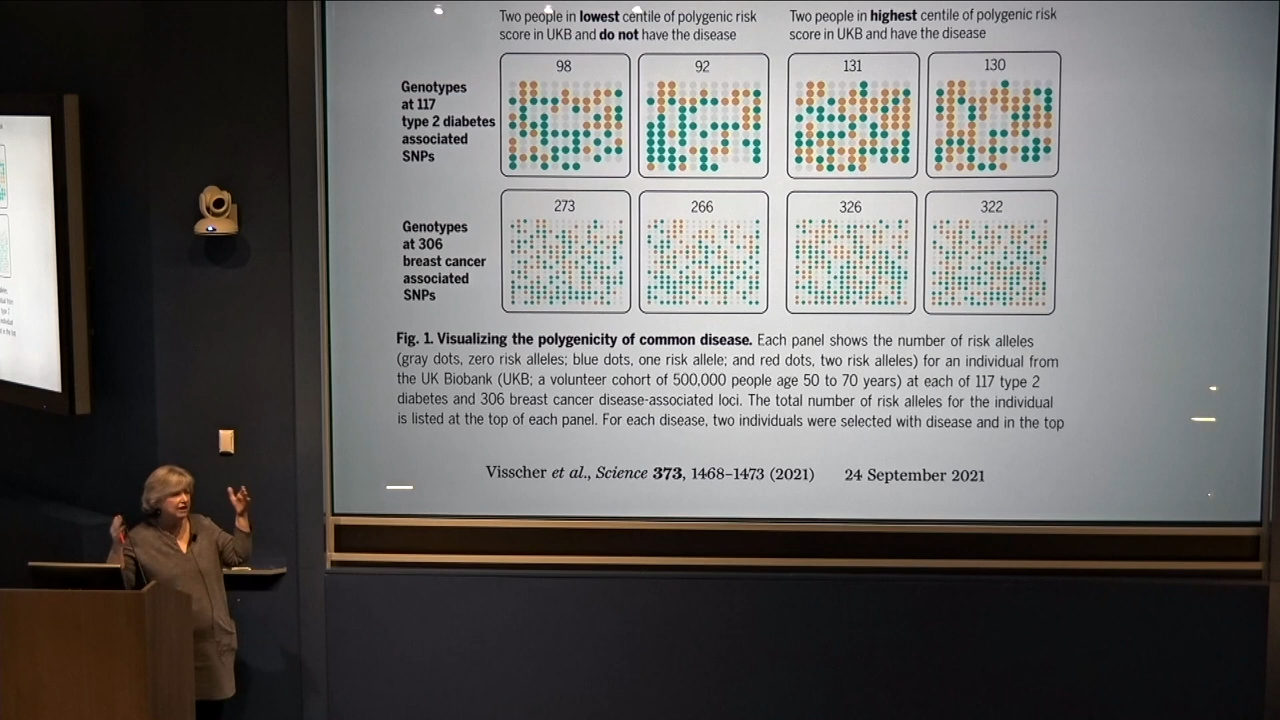 Two people in lowest centile of polygenic risk
score in UKB and do not have the disease
Two people in highest centile of polygenic risk
score in UKB and have the disease
Genotypes
at 117
type 2 diabetes
associated
SNPs
98
92
131
130
Genotypes
at 306
breast cancer
associated
SNPs
273
266
326
322
Fig. 1. Visualizing the polygenicity of common disease. Each panel shows the number of risk alleles
(gray dots, zero risk alleles; blue dots, one risk allele; and red dots, two risk alleles) for an individual from
the UK Biobank (UKB; a volunteer cohort of 500,000 people age 50 to 70 years) at each of 117 type 2
diabetes and 306 breast cancer disease-associated loci. The total number of risk alleles for the individual
is listed at the top of each panel. For each disease, two individuals were selected with disease and in the top
Visscher et al., Science 373, 1468–1473 (2021) 24 September 2021